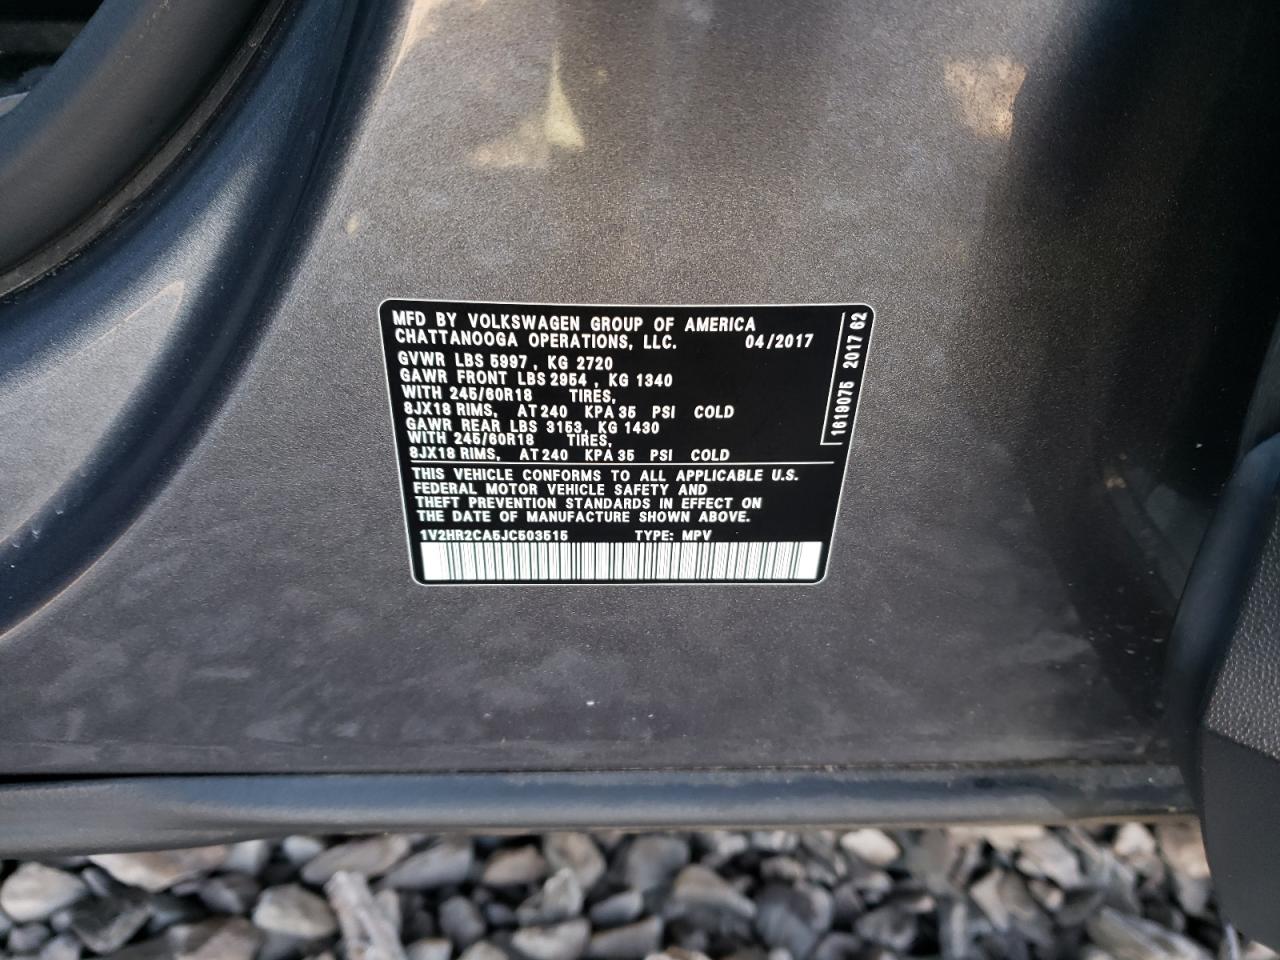 MFD BY VOLKSWAGEN GROUP OF AMERICA
CHATTANOOGA OPERATIONS, LLC. 04/2017
GVWR LBS 5997, KG 2720
GAWR FRONT LBS 2954, KG 1340
WITH 245/60R18 TIRES,
8JX18 RIMS, AT 240 KPA 35 PSI COLD
GAWR REAR LBS 3153, KG 1430
WITH 245/60R18 TIRES,
8JX18 RIMS, AT 240 KPA 35 PSI COLD
THIS VEHICLE CONFORMS TO ALL APPLICABLE U.S.
FEDERAL MOTOR VEHICLE SAFETY AND
THEFT PREVENTION STANDARDS IN EFFECT ON
THE DATE OF MANUFACTURE SHOWN ABOVE.
1V2HR2CA5JC503515 TYPE: MPV
1619075 2017 62